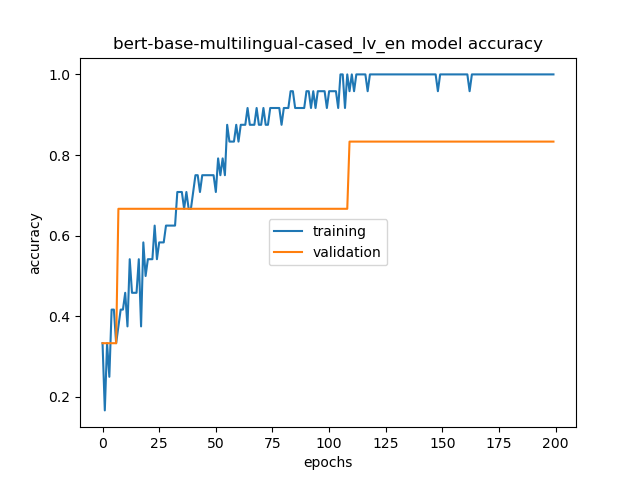 bert-base-multilingual-cased_lv_en model accuracy
1.0
0.8
0.6
0.4
0.2
accuracy
training
validation
0 25 50 75 100 125 150 175 200
epochs